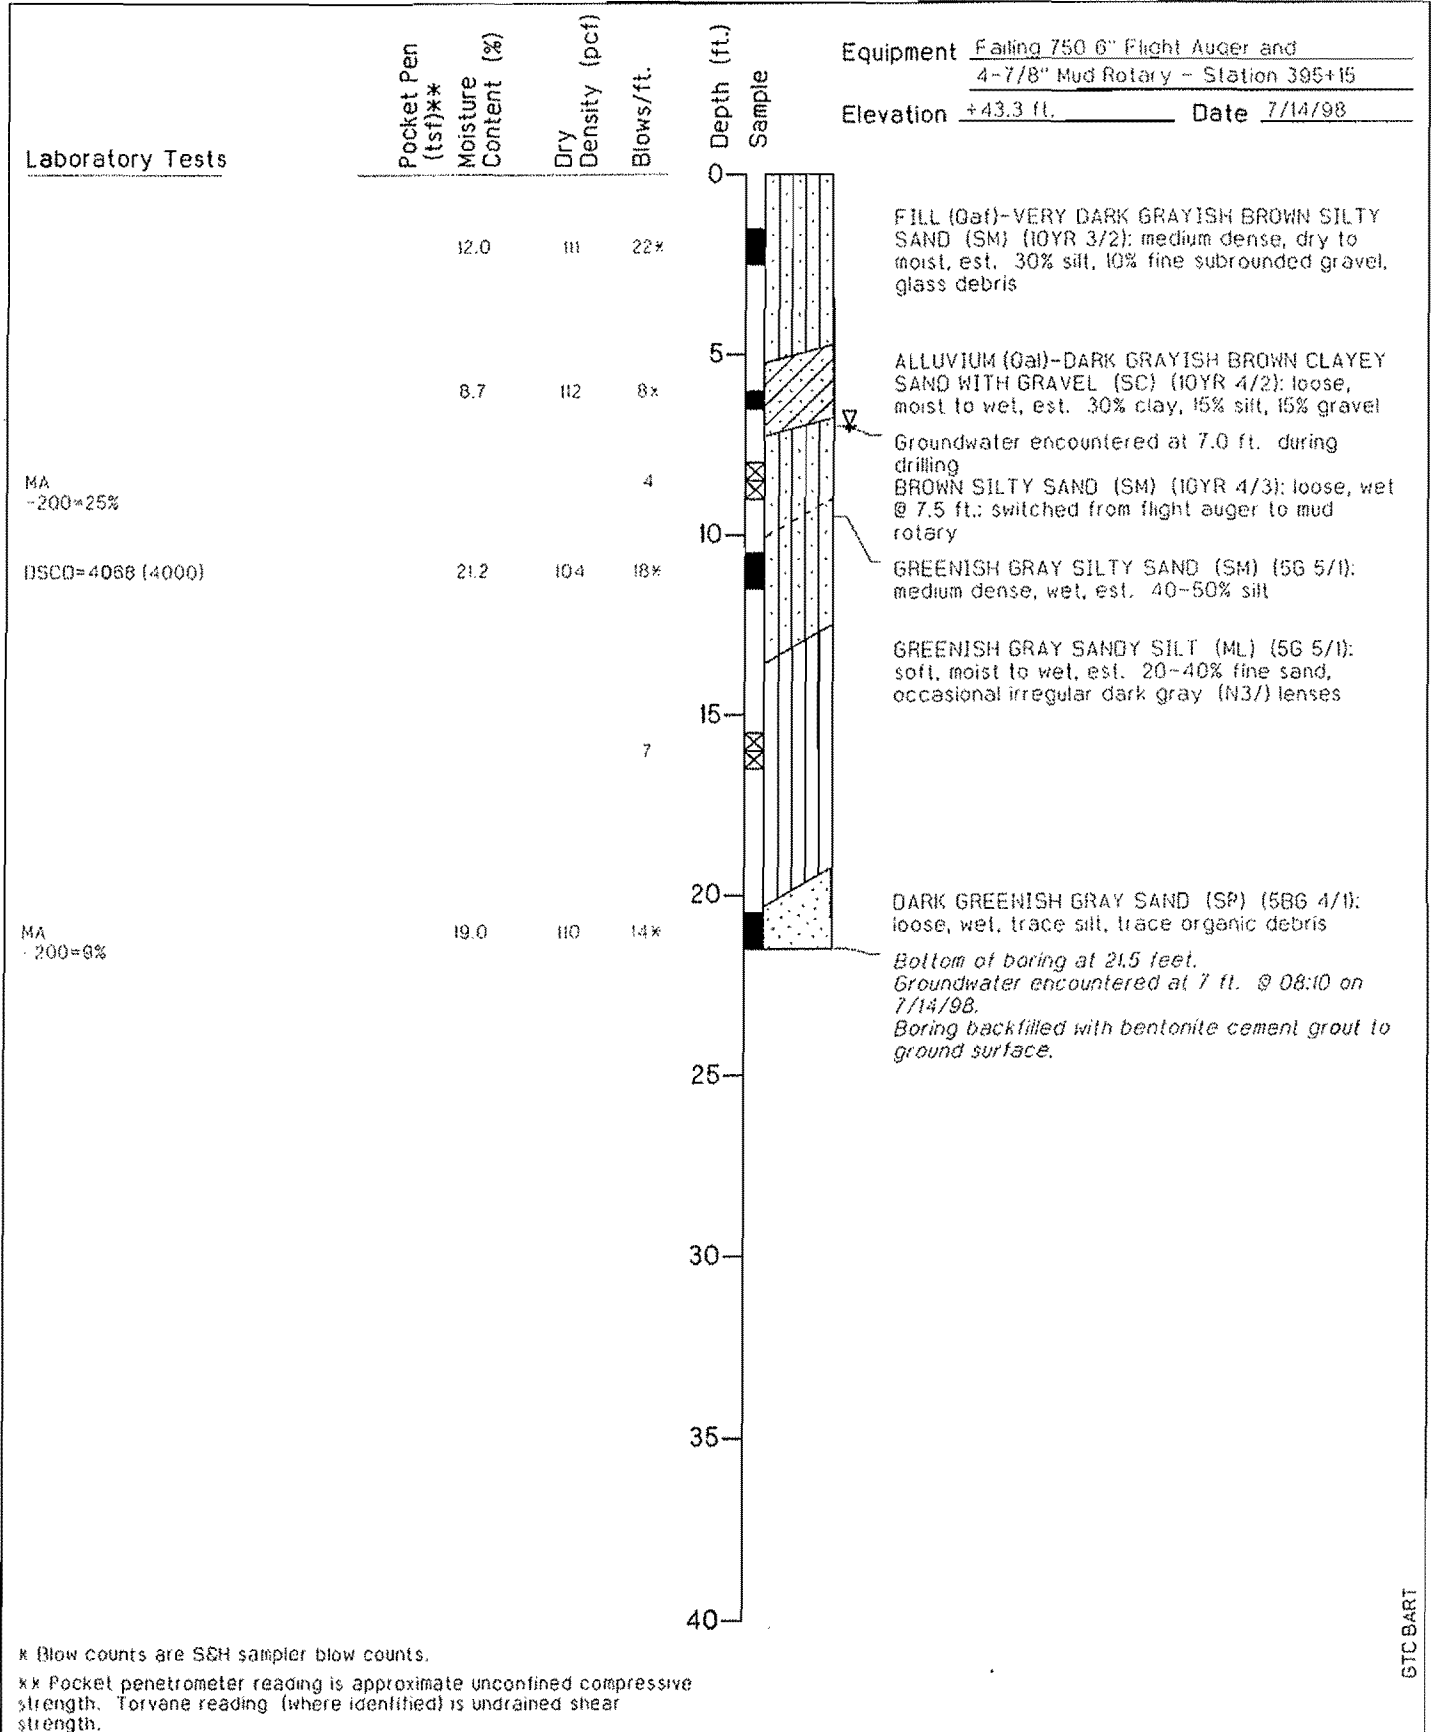 Equipment Failing 750 6" Flight Auger and
4-7/8" Mud Rotary - Station 395+15
Elevation +43.3 ft. Date 7/14/98
Laboratory Tests
Pocket Pen
(tsf)**
Moisture
Content (%)
Dry
Density (pcf)
Blows/ft.
Depth (ft.)
Sample
0
FILL (Qaf)-VERY DARK GRAYISH BROWN SILTY
SAND (SM) (10YR 3/2): medium dense, dry to
moist, est. 30% silt, 10% fine subrounded gravel,
glass debris
12.0 111 22*
5
ALLUVIUM (Qal)-DARK GRAYISH BROWN CLAYEY
SAND WITH GRAVEL (SC) (10YR 4/2): loose,
moist to wet, est. 30% clay, 15% silt, 15% gravel
8.7 112 8*
Groundwater encountered at 7.0 ft. during
drilling
BROWN SILTY SAND (SM) (10YR 4/3): loose, wet
@ 7.5 ft.: switched from flight auger to mud
rotary
MA 4
-200=25%
10
DSCD=4068 (4000) 21.2 104 18*
GREENISH GRAY SILTY SAND (SM) (5G 5/1):
medium dense, wet, est. 40-50% silt
GREENISH GRAY SANDY SILT (ML) (5G 5/1):
soft, moist to wet, est. 20-40% fine sand,
occasional irregular dark gray (N3/) lenses
15
7
20
DARK GREENISH GRAY SAND (SP) (5BG 4/1):
loose, wet, trace silt, trace organic debris
MA 19.0 110 14*
-200=9%
Bottom of boring at 21.5 feet.
Groundwater encountered at 7 ft. @ 08:10 on
7/14/98.
Boring backfilled with bentonite cement grout to
ground surface.
25
30
35
40
* Blow counts are S&H sampler blow counts.
** Pocket penetrometer reading is approximate unconfined compressive
strength. Torvane reading (where identified) is undrained shear
strength.
GTCBART